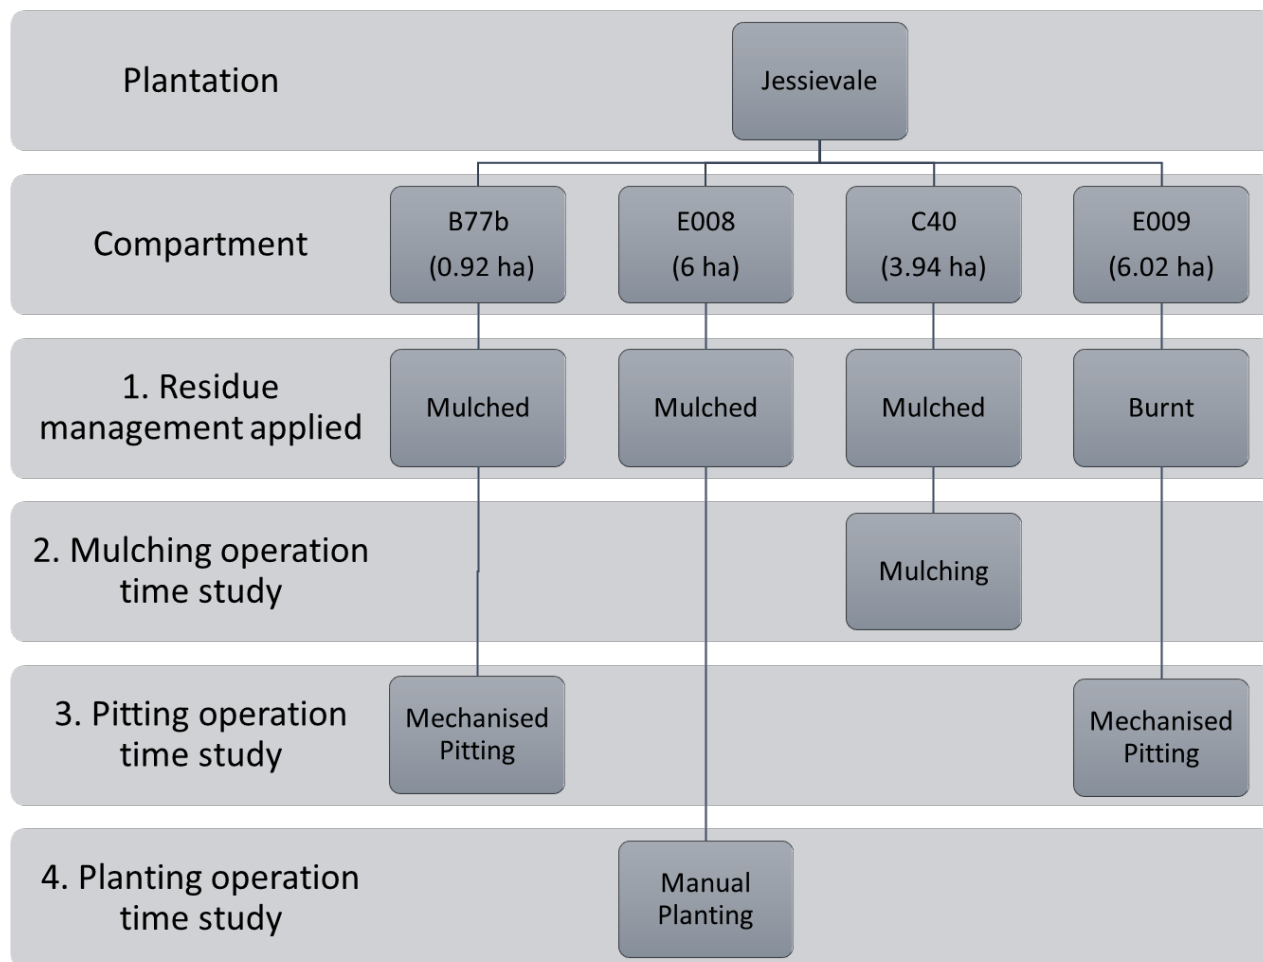 Plantation
Jessievale
Compartment
B77b
(0.92 ha)
E008
(6 ha)
C40
(3.94 ha)
E009
(6.02 ha)
1. Residue
management applied
Mulched
Mulched
Mulched
Burnt
2. Mulching operation
time study
Mulching
3. Pitting operation
time study
Mechanised
Pitting
Mechanised
Pitting
4. Planting operation
time study
Manual
Planting